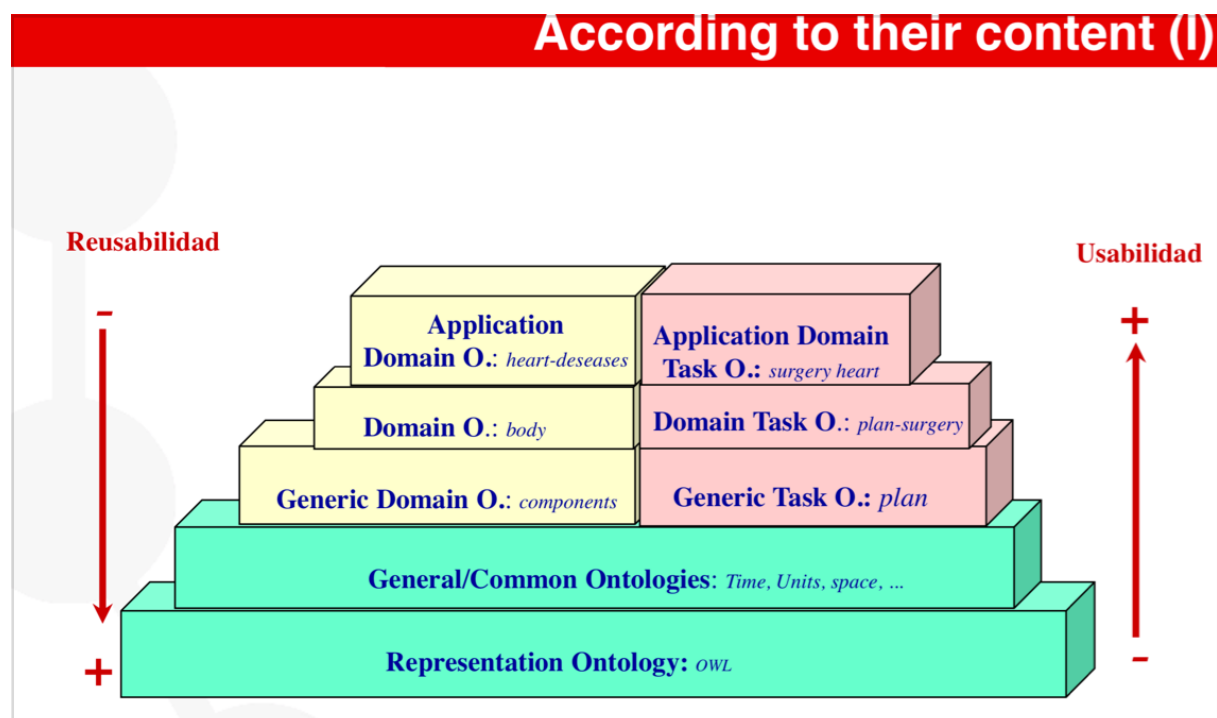 According to their content (I)
Reusabilidad
Usabilidad
-
+
Application
Domain O.: heart-deseases
Application Domain
Task O.: surgery heart
Domain O.: body
Domain Task O.: plan-surgery
Generic Domain O.: components
Generic Task O.: plan
General/Common Ontologies: Time, Units, space, ...
Representation Ontology: OWL
+
-